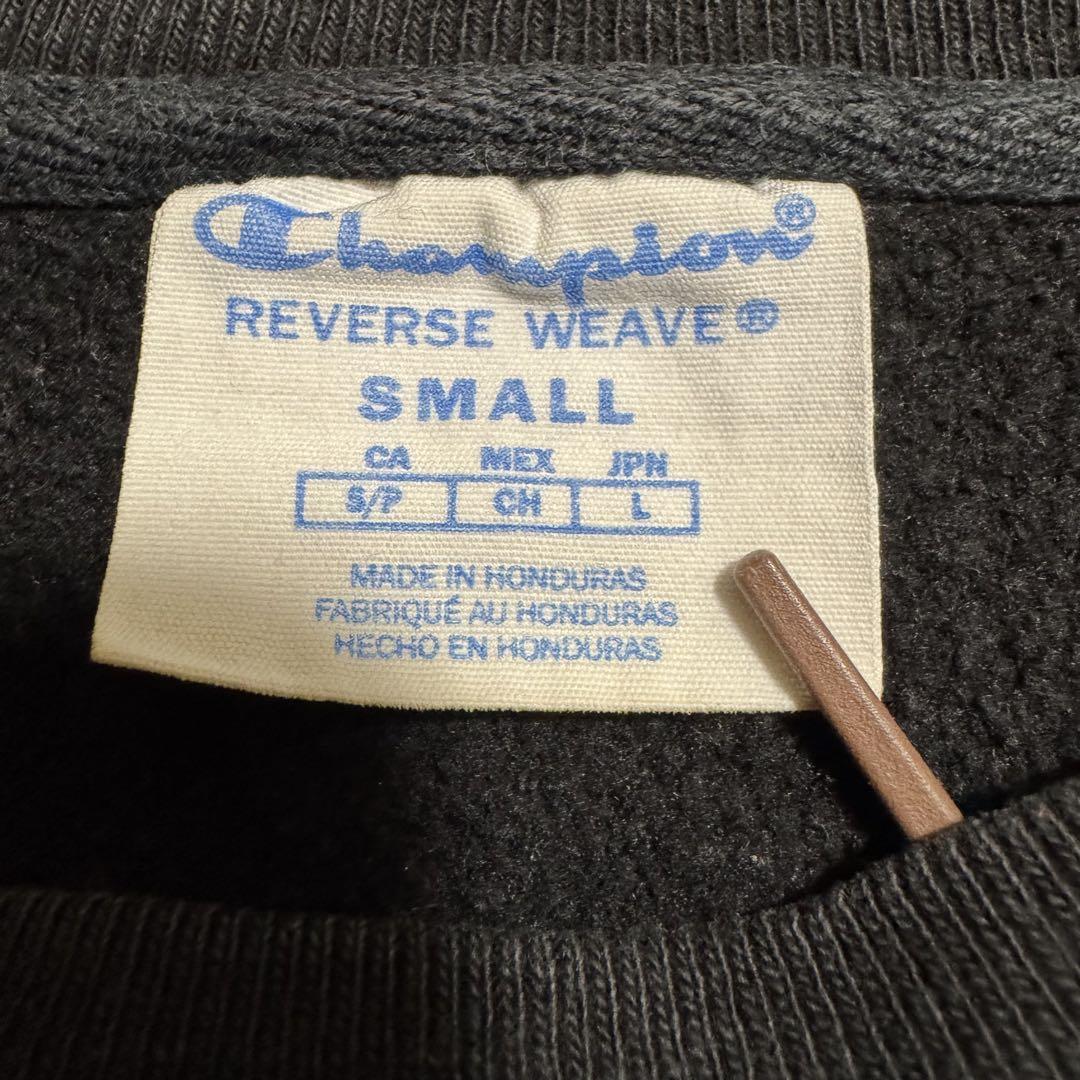 Champion®
REVERSE WEAVE®
SMALL
CA MEX JPN
S/P CH L
MADE IN HONDURAS
FABRIQUÉ AU HONDURAS
HECHO EN HONDURAS